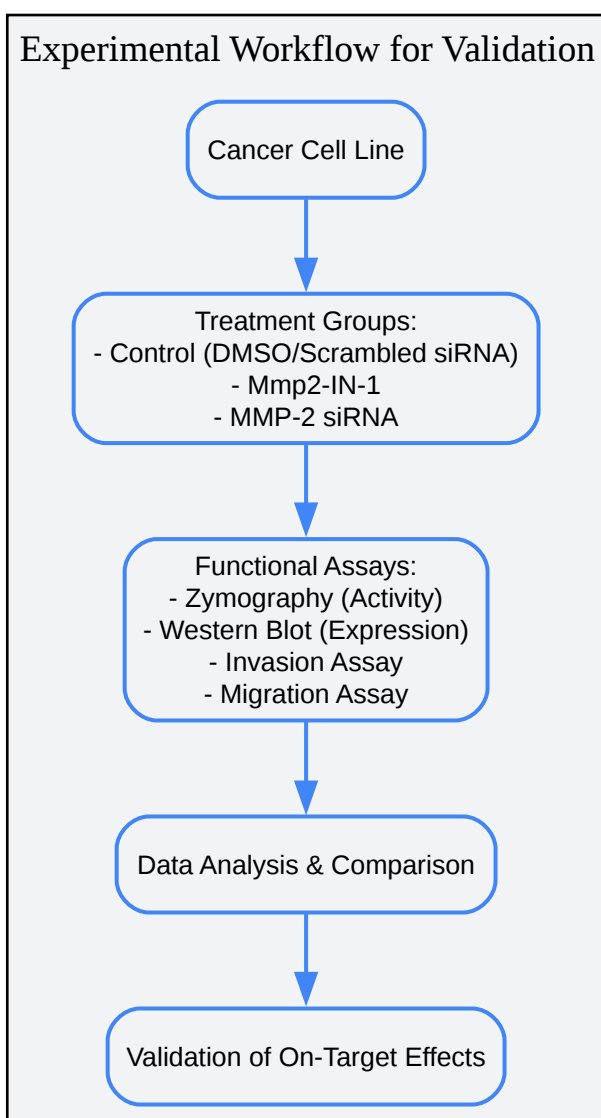 Experimental Workflow for Validation
Cancer Cell Line
Treatment Groups:
- Control (DMSO/Scrambled siRNA)
- Mmp2-IN-1
- MMP-2 siRNA
Functional Assays:
- Zymography (Activity)
- Western Blot (Expression)
- Invasion Assay
- Migration Assay
Data Analysis & Comparison
Validation of On-Target Effects